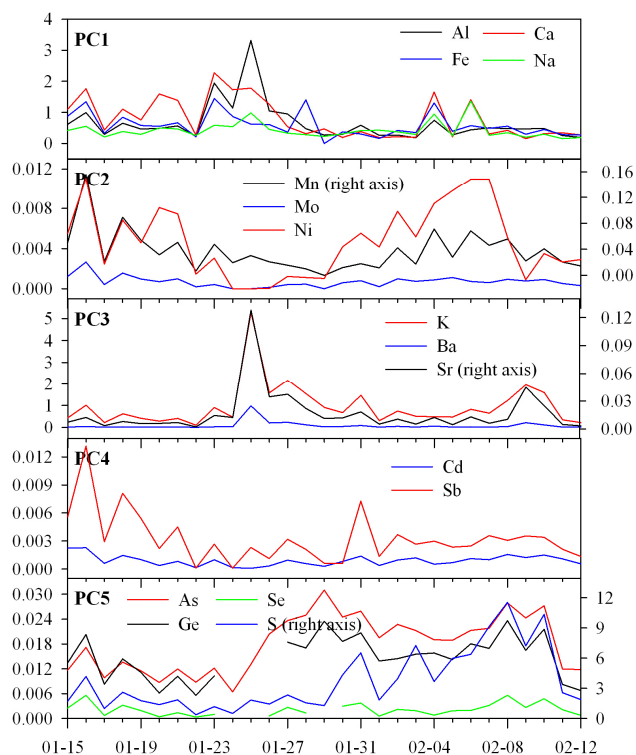 4 PC1 Al Ca
3 Fe Na
2
1
0
0.012 PC2 Mn (right axis) 0.16
0.008 Mo 0.12
Ni 0.08
0.004 0.04
0.000 0.00
5 PC3 K 0.12
4 Ba 0.09
3 Sr (right axis) 0.06
2
1 0.03
0 0.00
PC4 Cd
0.012 Sb
0.009
0.006
0.003
0.000
0.030 PC5 As Se 12
0.024 Ge S (right axis) 9
0.018 6
0.012
0.006 3
0.000 0
01-15 01-19 01-23 01-27 01-31 02-04 02-08 02-12